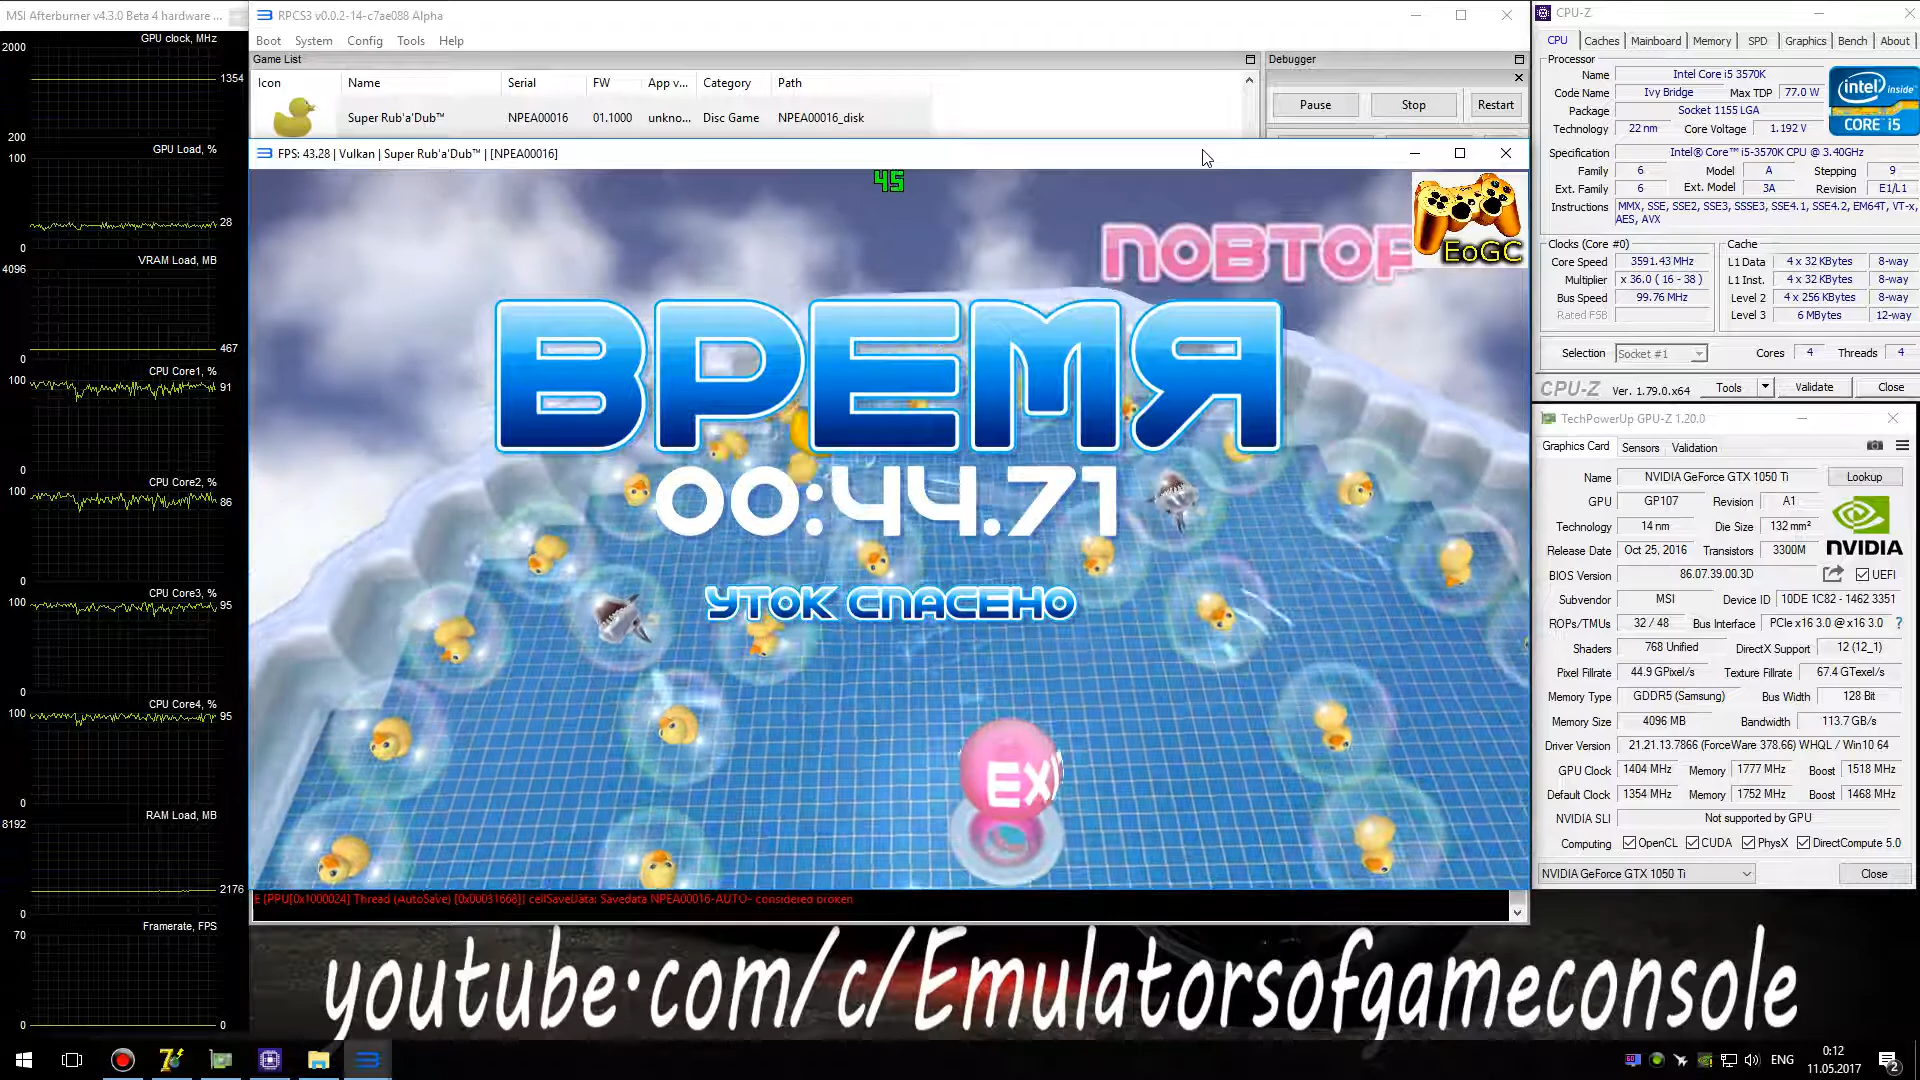 MSI Afterburner v4.3.0 Beta 4 hardware ...
GPU clock, MHz
2000
1354
200
GPU Load, %
100
28
0
VRAM Load, MB
4096
467
0
CPU Core1, %
100
91
0
CPU Core2, %
100
86
0
CPU Core3, %
100
95
0
CPU Core4, %
100
95
0
RAM Load, MB
8192
2176
0
Framerate, FPS
70
0
0
RPCS3 v0.0.2-14-c7ae088 Alpha
Boot System Config Tools Help
Game List
Icon Name Serial FW App v... Category Path
Super Rub'a'Dub™ NPEA00016 01.1000 unkno... Disc Game NPEA00016_disk
Debugger
Pause Stop Restart
FPS: 43.28 | Vulkan | Super Rub'a'Dub™ | [NPEA00016]
45
EoGC
ПОВТОР
ВРЕМЯ
00:44.71
УТОК СПАСЕНО
EXI
E {PPU[0x1000024] Thread (AutoSave) [0x00031668]} cellSaveData: Savedata NPEA00016-AUTO- considered broken
youtube.com/c/Emulatorsofgameconsole
CPU-Z
CPU Caches Mainboard Memory SPD Graphics Bench About
Processor
Name Intel Core i5 3570K
Code Name Ivy Bridge Max TDP 77.0 W
Package Socket 1155 LGA
Technology 22 nm Core Voltage 1.192 V
intel inside™
CORE i5
Specification Intel® Core™ i5-3570K CPU @ 3.40GHz
Family 6 Model A Stepping 9
Ext. Family 6 Ext. Model 3A Revision E1/L1
Instructions MMX, SSE, SSE2, SSE3, SSSE3, SSE4.1, SSE4.2, EM64T, VT-x,
AES, AVX
Clocks (Core #0)
Core Speed 3591.43 MHz
Multiplier x 36.0 ( 16 - 38 )
Bus Speed 99.76 MHz
Rated FSB
Cache
L1 Data 4 x 32 KBytes 8-way
L1 Inst. 4 x 32 KBytes 8-way
Level 2 4 x 256 KBytes 8-way
Level 3 6 MBytes 12-way
Selection Socket #1 Cores 4 Threads 4
CPU-Z Ver. 1.79.0.x64 Tools Validate Close
TechPowerUp GPU-Z 1.20.0
Graphics Card Sensors Validation
Name NVIDIA GeForce GTX 1050 Ti Lookup
GPU GP107 Revision A1
Technology 14 nm Die Size 132 mm²
Release Date Oct 25, 2016 Transistors 3300M
NVIDIA
BIOS Version 86.07.39.00.3D UEFI
Subvendor MSI Device ID 10DE 1C82 - 1462 3351
ROPs/TMUs 32 / 48 Bus Interface PCIe x16 3.0 @ x16 3.0 ?
Shaders 768 Unified DirectX Support 12 (12_1)
Pixel Fillrate 44.9 GPixel/s Texture Fillrate 67.4 GTexel/s
Memory Type GDDR5 (Samsung) Bus Width 128 Bit
Memory Size 4096 MB Bandwidth 113.7 GB/s
Driver Version 21.21.13.7866 (ForceWare 378.66) WHQL / Win10 64
GPU Clock 1404 MHz Memory 1777 MHz Boost 1518 MHz
Default Clock 1354 MHz Memory 1752 MHz Boost 1468 MHz
NVIDIA SLI Not supported by GPU
Computing OpenCL CUDA PhysX DirectCompute 5.0
NVIDIA GeForce GTX 1050 Ti Close
ENG
0:12
11.05.2017
2